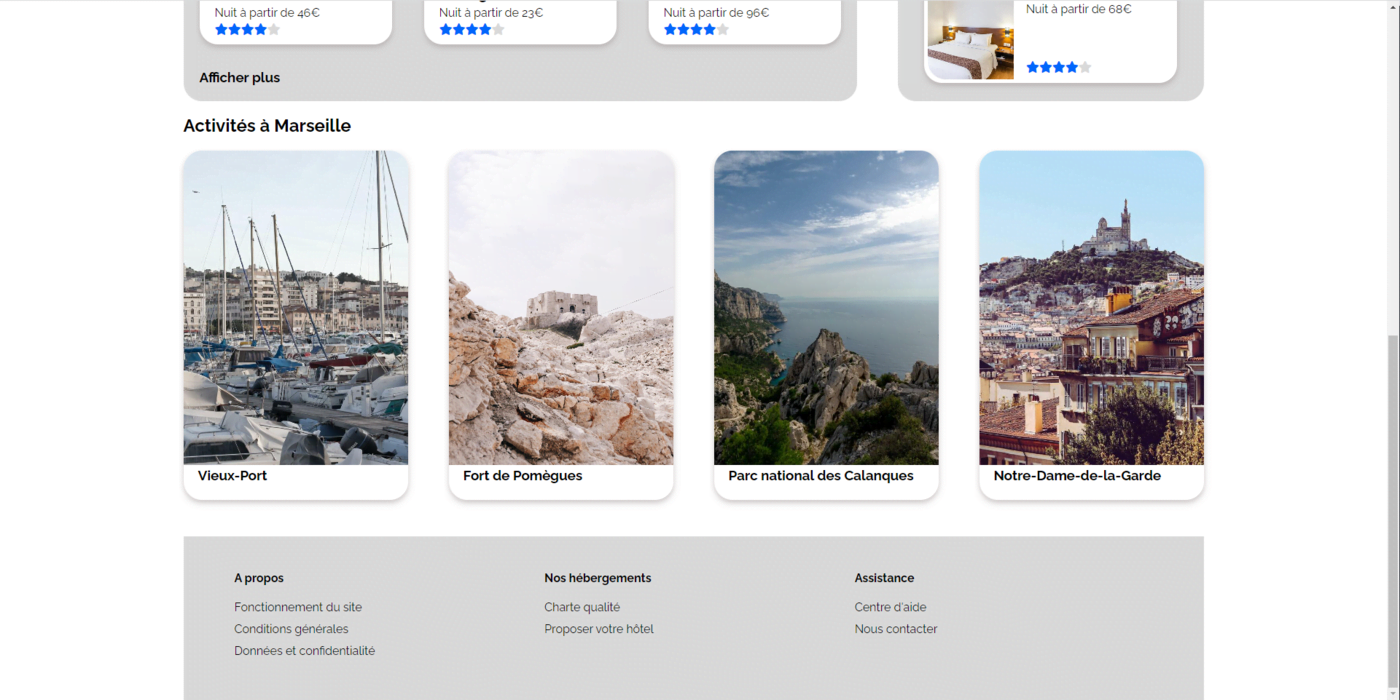 Nuit à partir de 46€
Nuit à partir de 23€
Nuit à partir de 96€
Nuit à partir de 68€
Afficher plus
Activités à Marseille
Vieux-Port
Fort de Pomègues
Parc national des Calanques
Notre-Dame-de-la-Garde
A propos
Fonctionnement du site
Conditions générales
Données et confidentialité
Nos hébergements
Charte qualité
Proposer votre hôtel
Assistance
Centre d'aide
Nous contacter